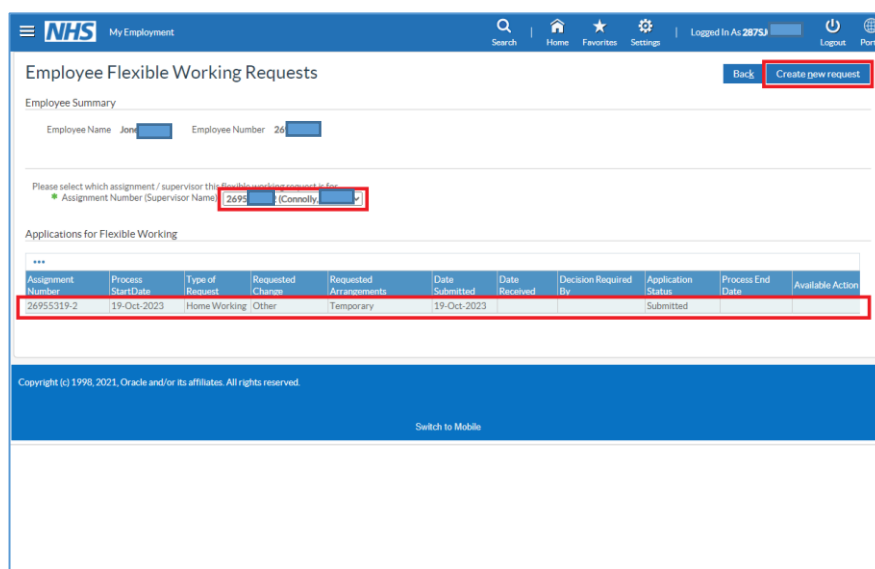 NHS My Employment Search Home Favorites Settings Logged In As 287SJ Logout
Employee Flexible Working Requests Back Create new request
Employee Summary
Employee Name Jone Employee Number 26
Please select which assignment / supervisor this flexible working request is for
* Assignment Number (Supervisor Name) 2695 (Connolly,
Applications for Flexible Working
Assignment Number Process StartDate Type of Request Requested Change Requested Arrangements Date Submitted Date Received Decision Required By Application Status Process End Date Available Action
26955319-2 19-Oct-2023 Home Working Other Temporary 19-Oct-2023 Submitted
Copyright (c) 1998, 2021, Oracle and/or its affiliates. All rights reserved.
Switch to Mobile